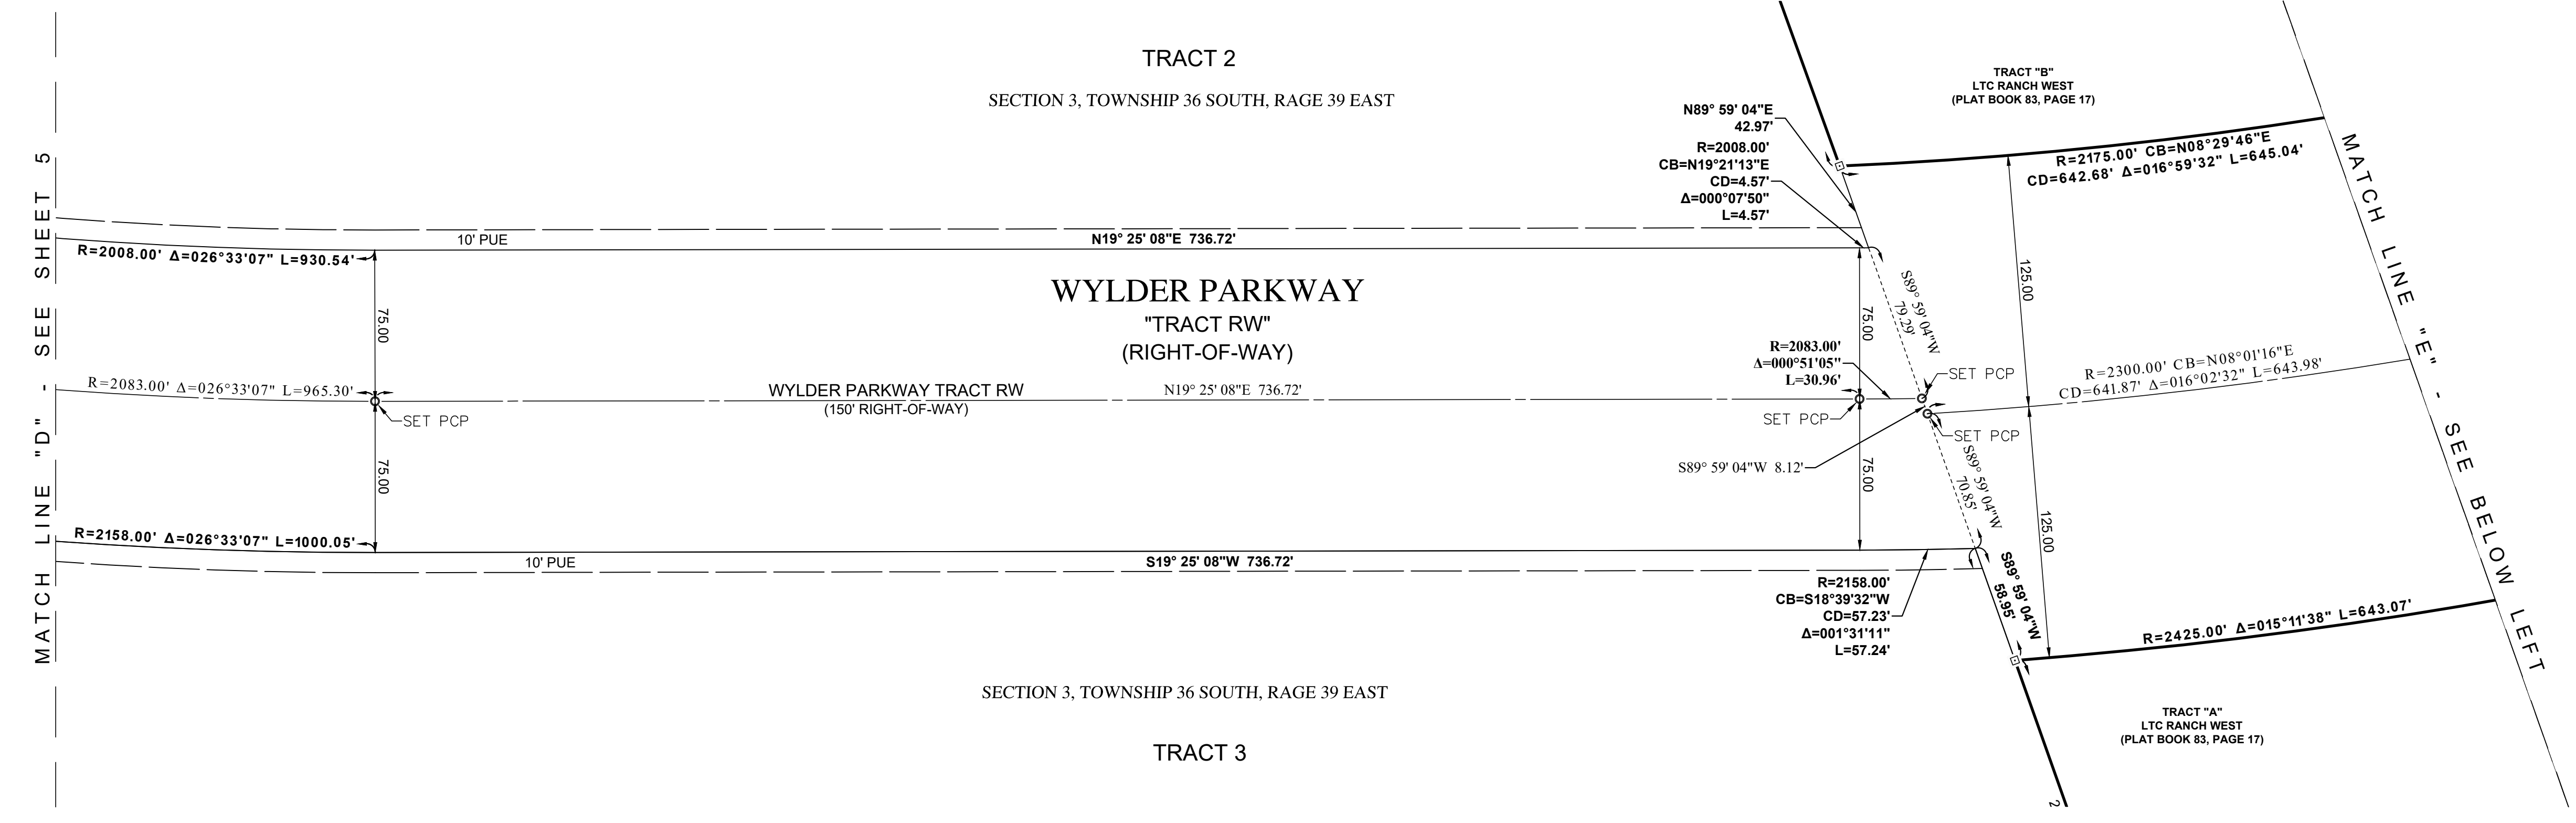 MATCH LINE "D" - SEE SHEET 5
TRACT 2
SECTION 3, TOWNSHIP 36 SOUTH, RAGE 39 EAST
N89° 59' 04"E
42.97'
R=2008.00'
CB=N19°21'13"E
CD=4.57'
Δ=000°07'50"
L=4.57'
TRACT "B"
LTC RANCH WEST
(PLAT BOOK 83, PAGE 17)
R=2175.00' CB=N08°29'46"E
CD=642.68' Δ=016°59'32" L=645.04'
MATCH LINE "E" - SEE BELOW LEFT
10' PUE
N19° 25' 08"E 736.72'
R=2008.00' Δ=026°33'07" L=930.54'
75.00
WYLDER PARKWAY
"TRACT RW"
(RIGHT-OF-WAY)
75.00
S89° 59' 04"W
79.29'
125.00
R=2083.00'
Δ=000°51'05"
L=30.96'
SET PCP
R=2300.00' CB=N08°01'16"E
CD=641.87' Δ=016°02'32" L=643.98'
R=2083.00' Δ=026°33'07" L=965.30'
SET PCP
WYLDER PARKWAY TRACT RW
(150' RIGHT-OF-WAY)
N19° 25' 08"E 736.72'
SET PCP
SET PCP
75.00
S89° 59' 04"W 8.12'
75.00
S89° 59' 04"W
70.85'
125.00
R=2158.00' Δ=026°33'07" L=1000.05'
10' PUE
S19° 25' 08"W 736.72'
R=2158.00'
CB=S18°39'32"W
CD=57.23'
Δ=001°31'11"
L=57.24'
S89° 59' 04"W
58.95'
R=2425.00' Δ=015°11'38" L=643.07'
SECTION 3, TOWNSHIP 36 SOUTH, RAGE 39 EAST
TRACT 3
TRACT "A"
LTC RANCH WEST
(PLAT BOOK 83, PAGE 17)
2